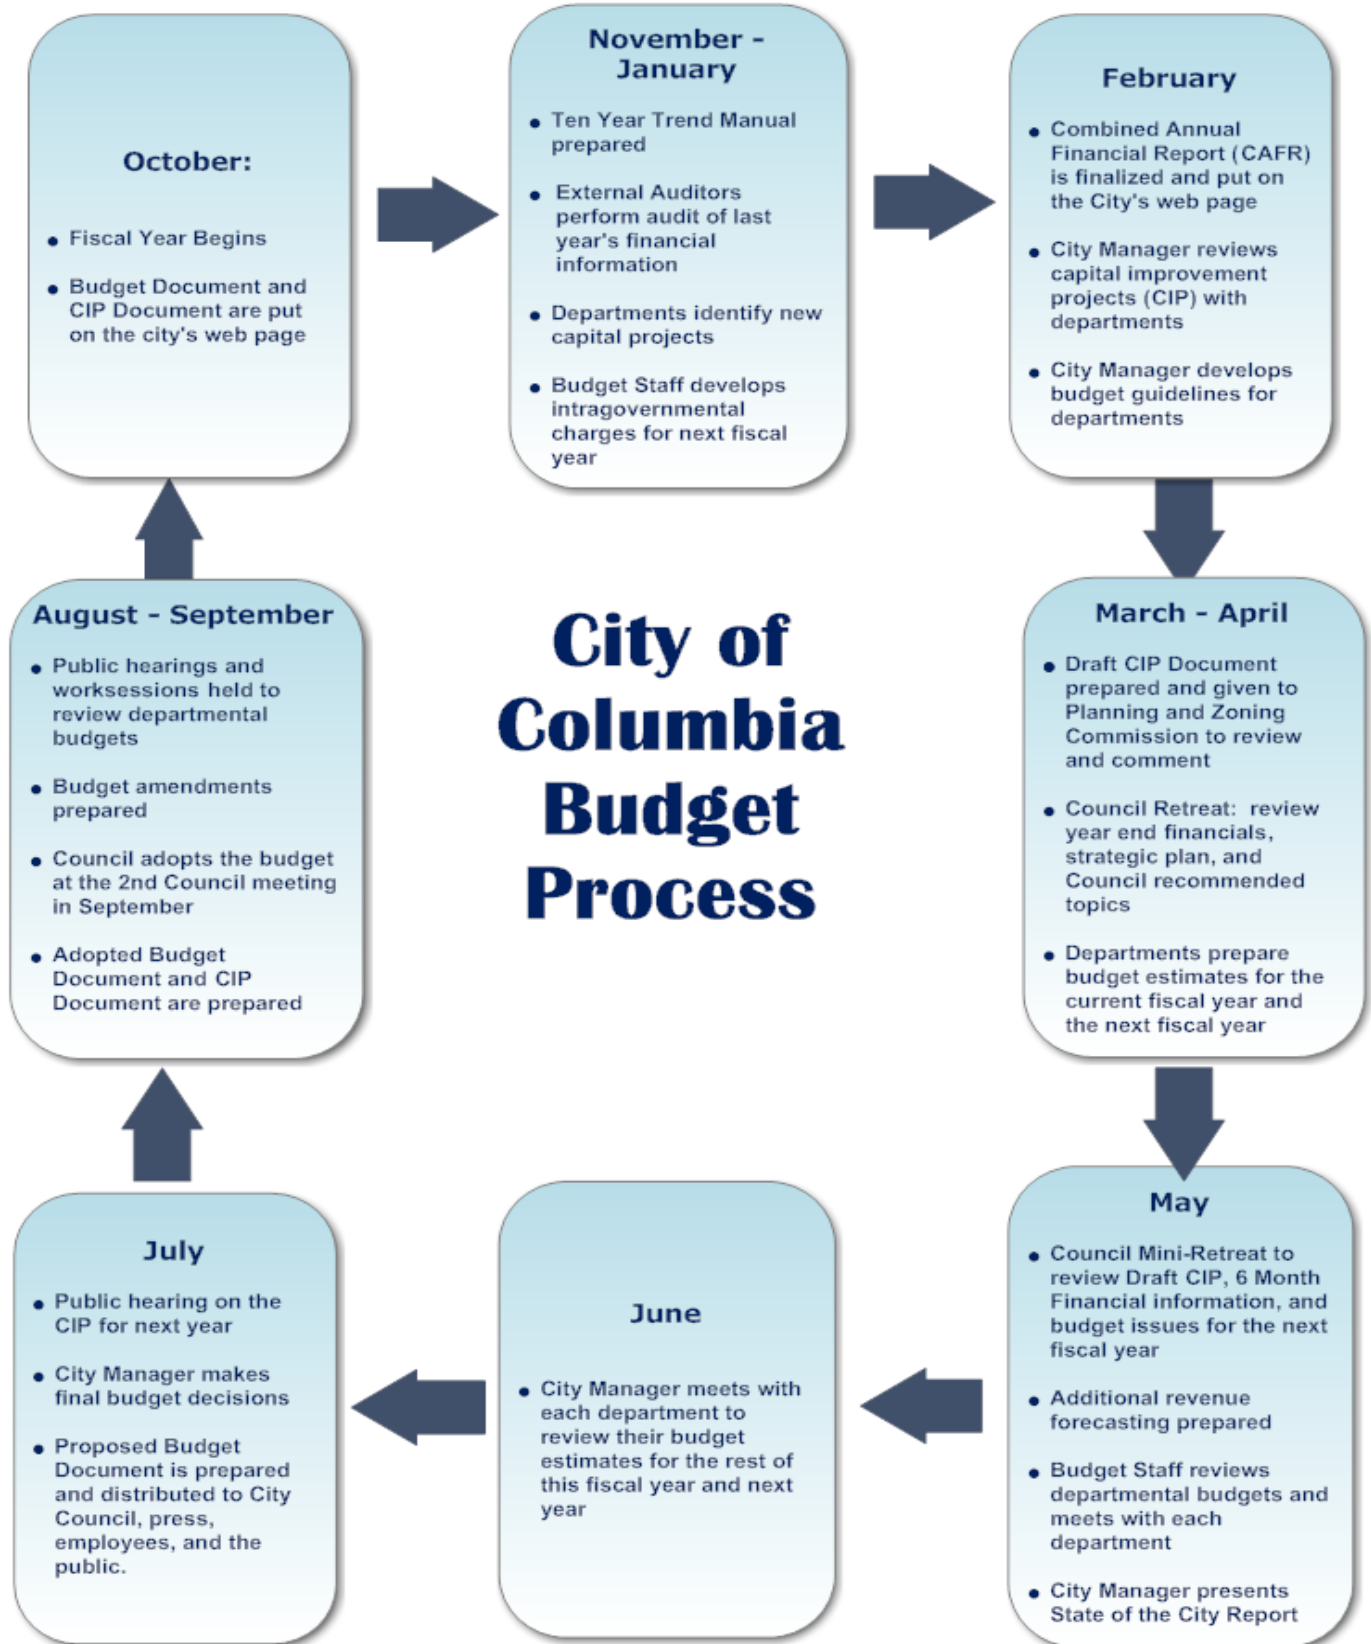 October:
• Fiscal Year Begins
• Budget Document and
CIP Document are put
on the city's web page
November -
January
• Ten Year Trend Manual
prepared
• External Auditors
perform audit of last
year's financial
information
• Departments identify new
capital projects
• Budget Staff develops
intragovernmental
charges for next fiscal
year
February
• Combined Annual
Financial Report (CAFR)
is finalized and put on
the City's web page
• City Manager reviews
capital improvement
projects (CIP) with
departments
• City Manager develops
budget guidelines for
departments
March - April
• Draft CIP Document
prepared and given to
Planning and Zoning
Commission to review
and comment
• Council Retreat: review
year end financials,
strategic plan, and
Council recommended
topics
• Departments prepare
budget estimates for the
current fiscal year and
the next fiscal year
May
• Council Mini-Retreat to
review Draft CIP, 6 Month
Financial information, and
budget issues for the next
fiscal year
• Additional revenue
forecasting prepared
• Budget Staff reviews
departmental budgets and
meets with each
department
• City Manager presents
State of the City Report
June
• City Manager meets with
each department to
review their budget
estimates for the rest of
this fiscal year and next
year
July
• Public hearing on the
CIP for next year
• City Manager makes
final budget decisions
• Proposed Budget
Document is prepared
and distributed to City
Council, press,
employees, and the
public.
August - September
• Public hearings and
worksessions held to
review departmental
budgets
• Budget amendments
prepared
• Council adopts the budget
at the 2nd Council meeting
in September
• Adopted Budget
Document and CIP
Document are prepared
City of
Columbia
Budget
Process